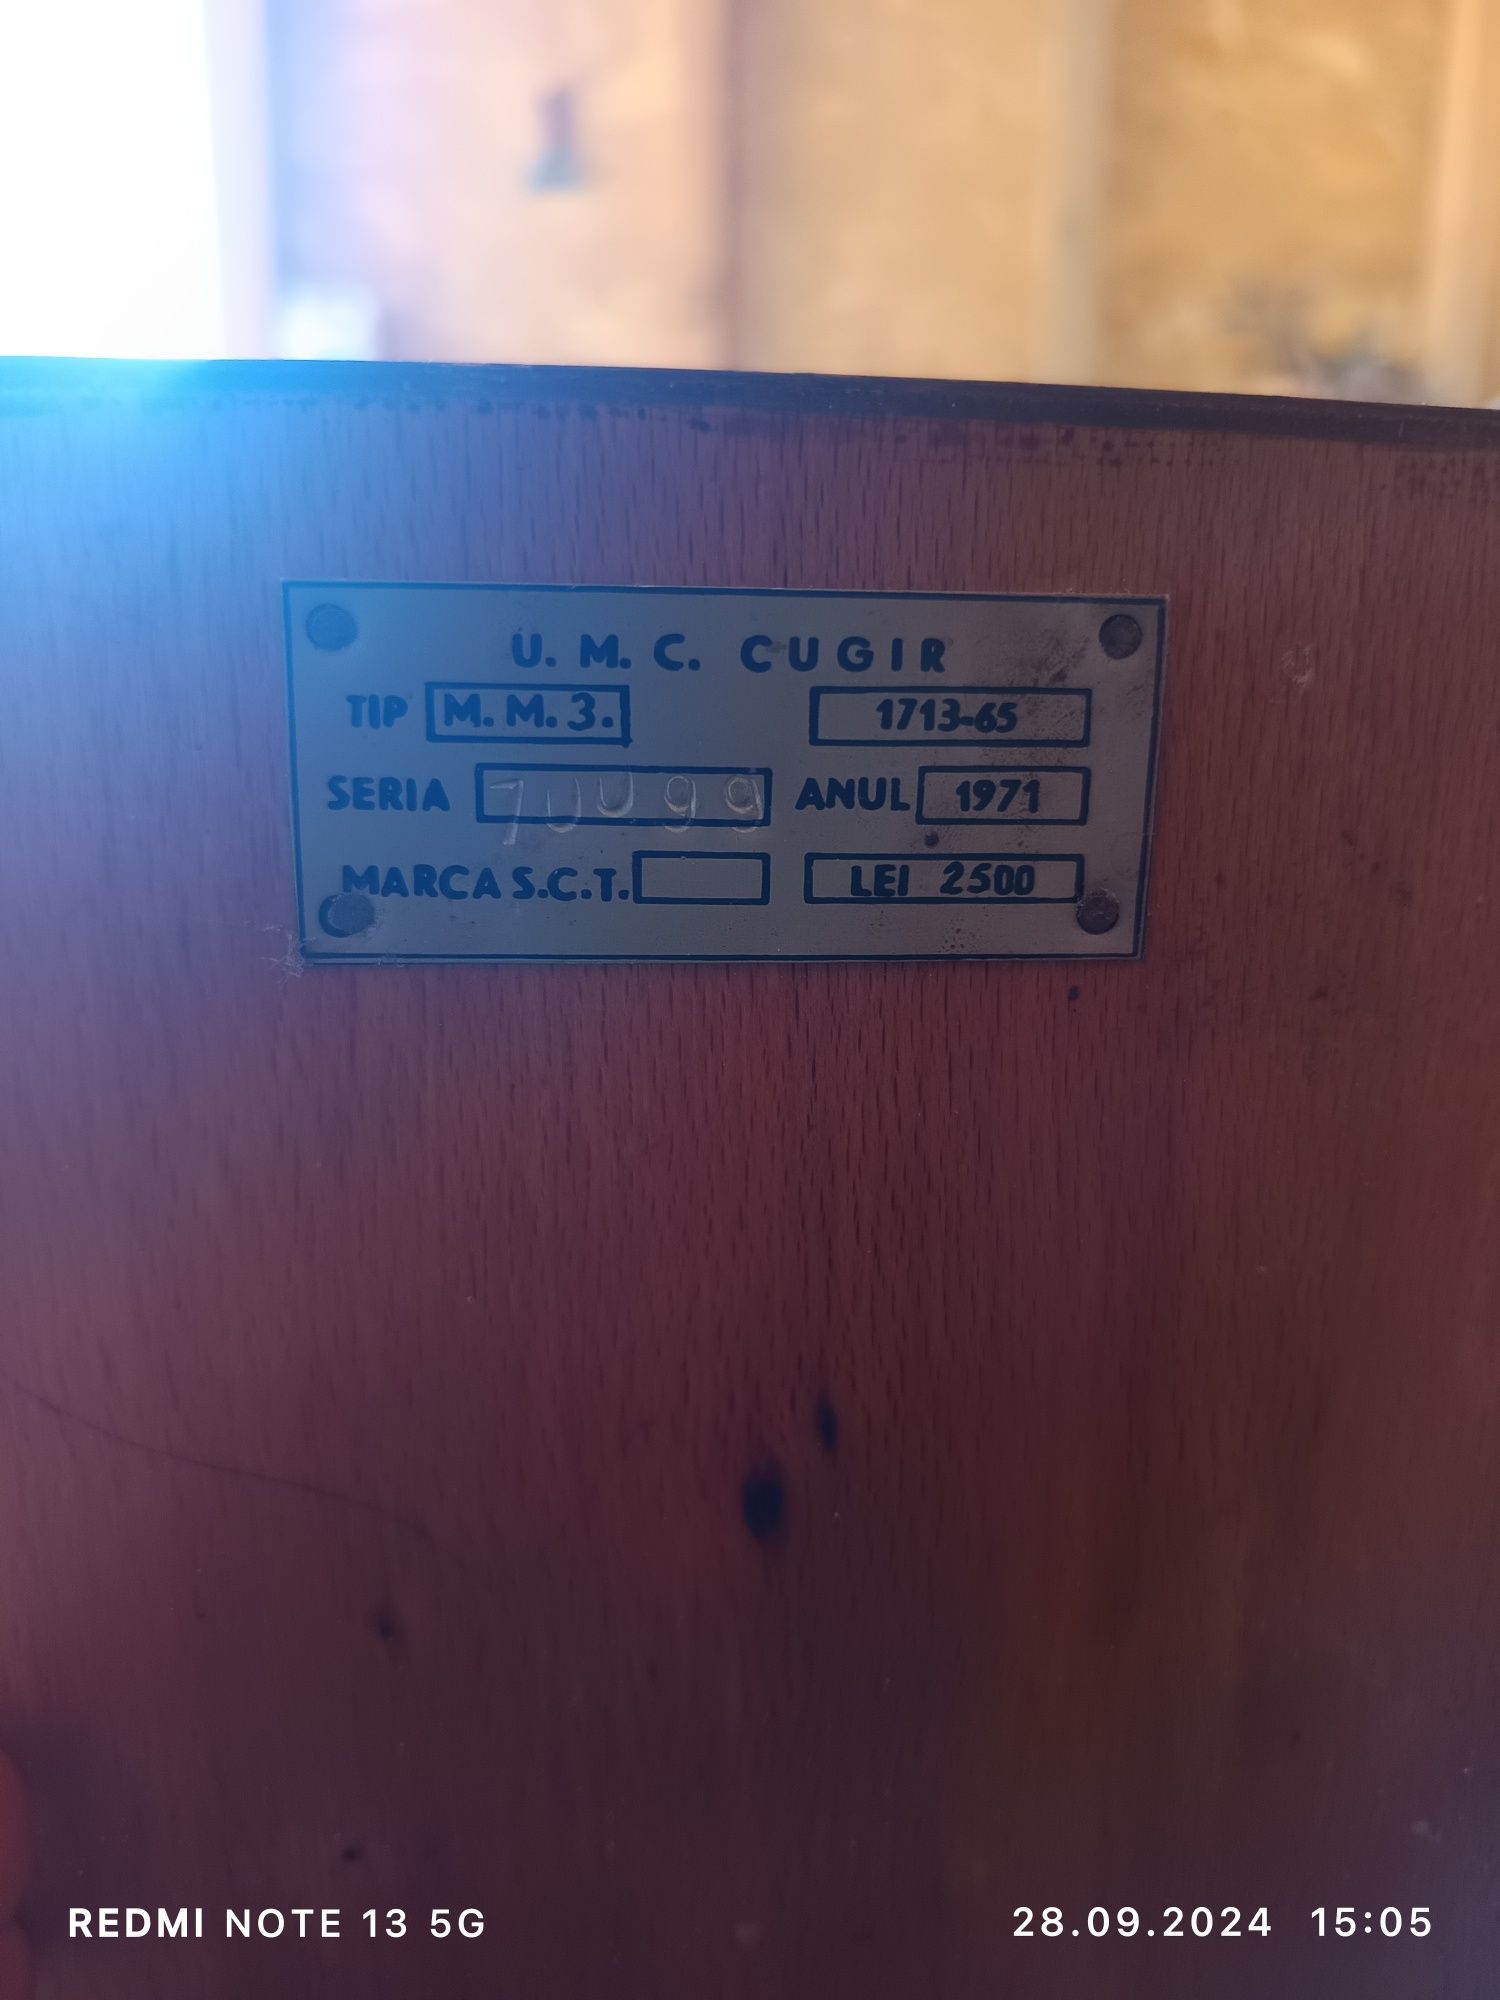 U. M. C. CUGIR
TIP M. M. 3. 1713-65
SERIA ANUL 1971
MARCA S.C.T. LEI 2500
REDMI NOTE 13 5G 28.09.2024 15:05